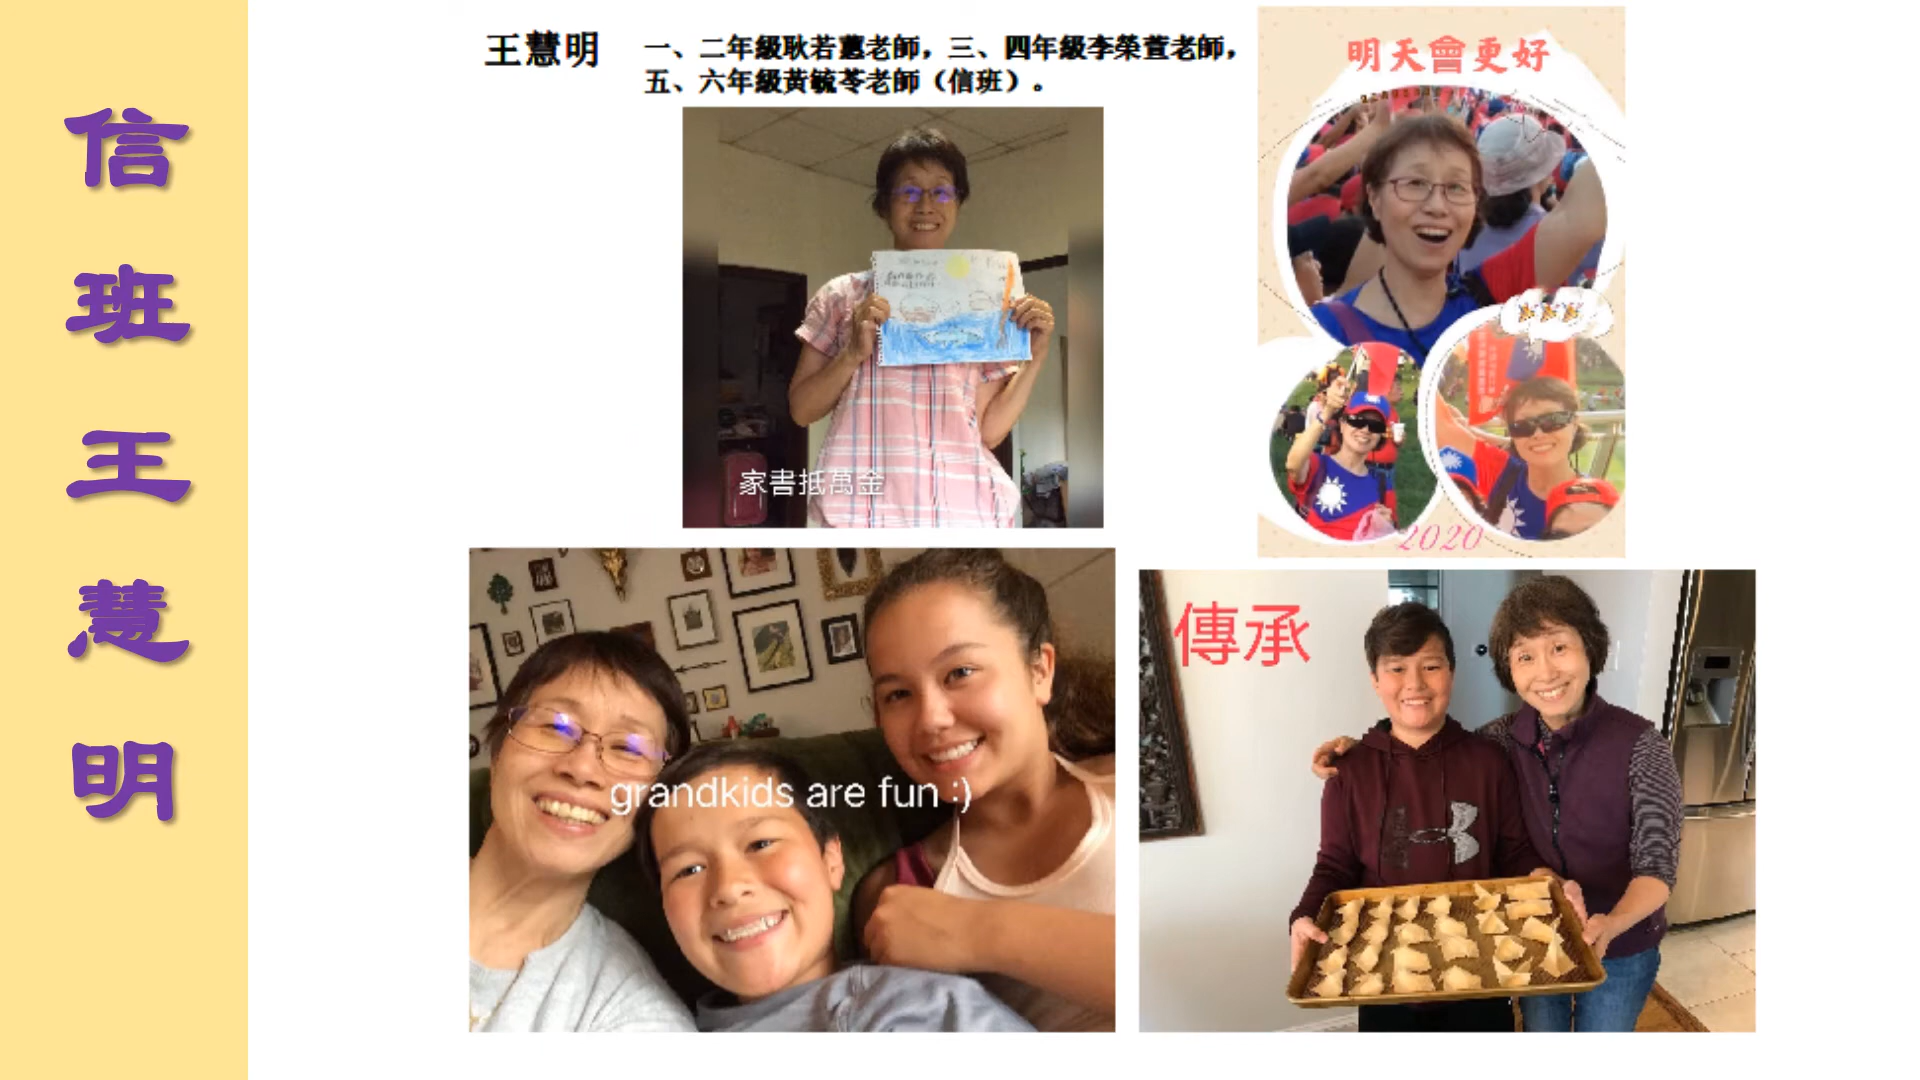 信班王慧明
王慧明
一、二年級耿若蕙老師，三、四年級李榮萱老師，
五、六年級黃毓苓老師（信班）。
家書抵萬金
明天會更好
2020
grandkids are fun :)
傳承